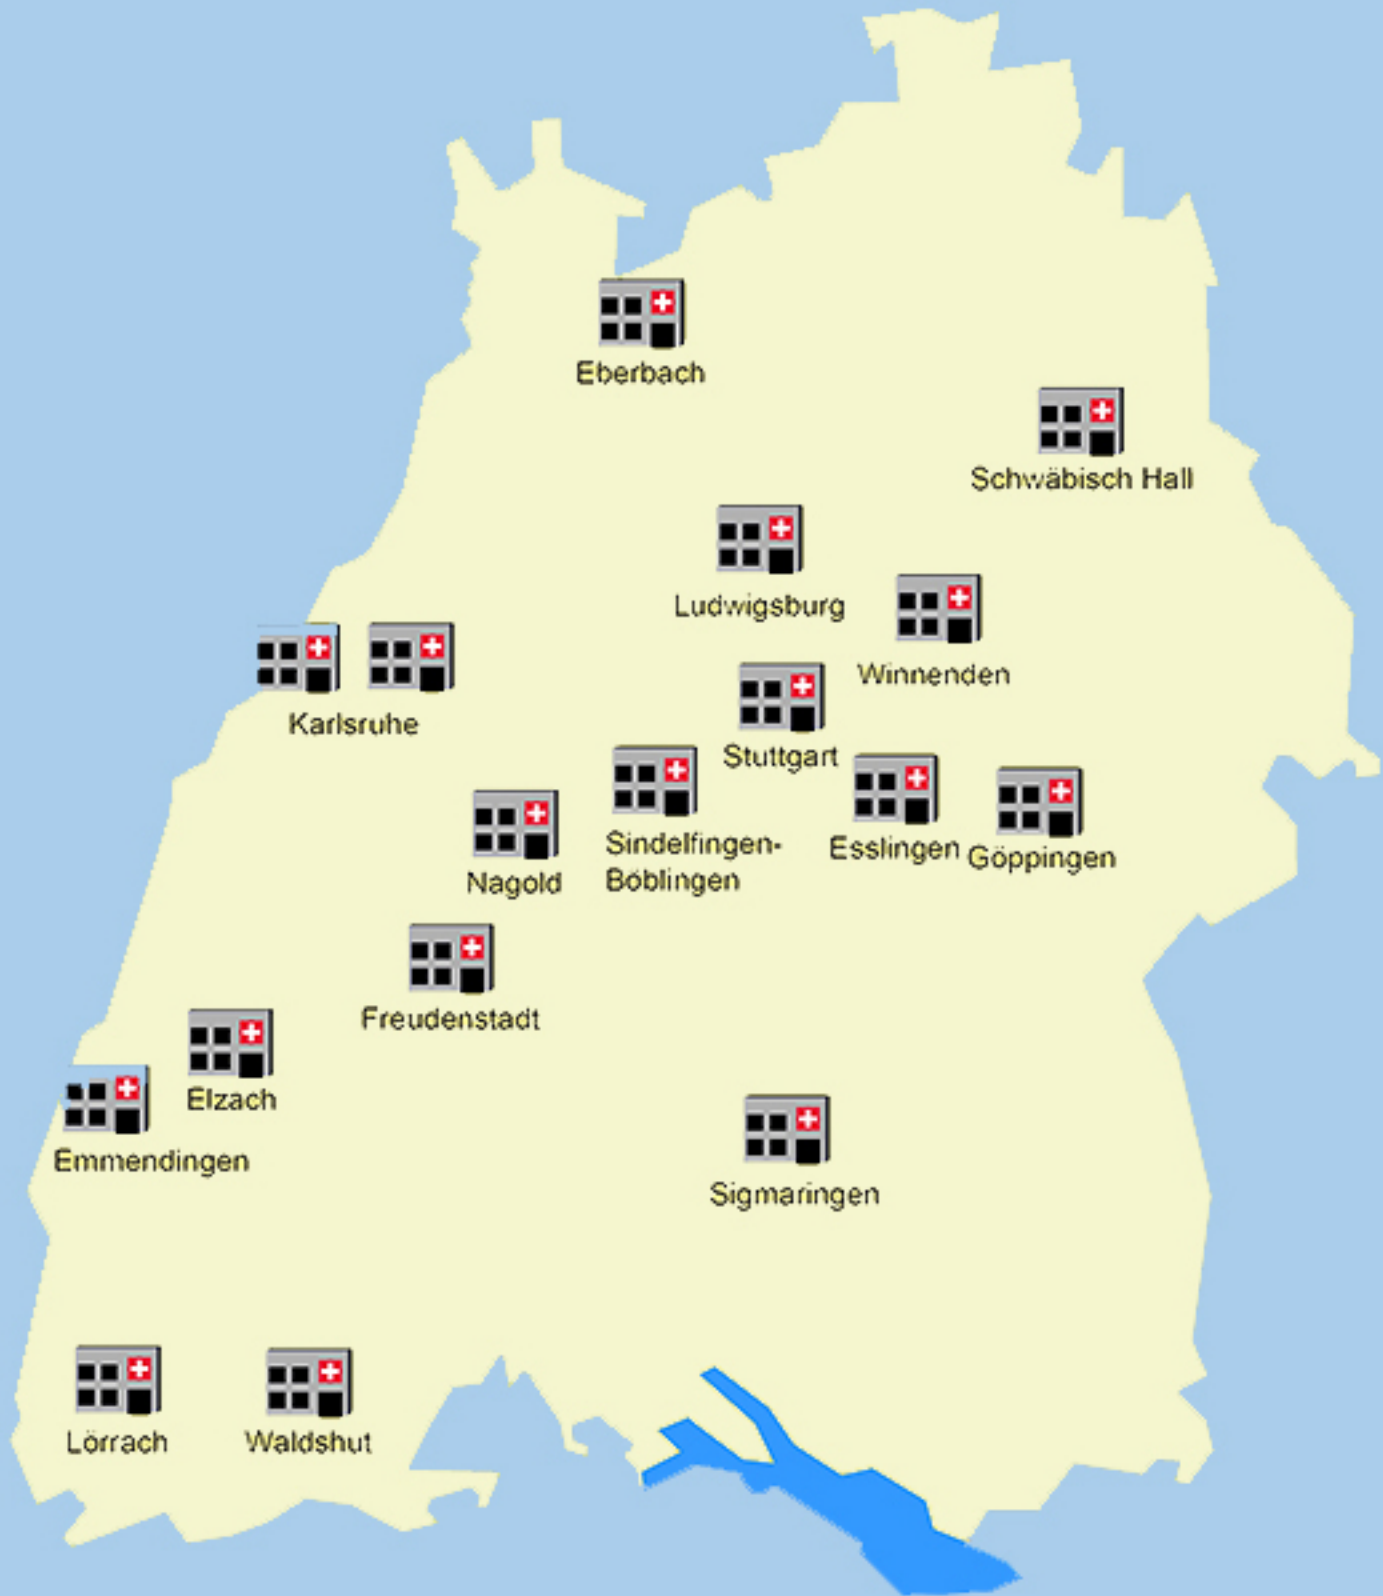 Eberbach
Schwäbisch Hall
Ludwigsburg
Winnenden
Karlsruhe
Stuttgart
Sindelfingen-
Böblingen
Esslingen
Göppingen
Nagold
Freudenstadt
Elzach
Emmendingen
Sigmaringen
Lörrach
Waldshut